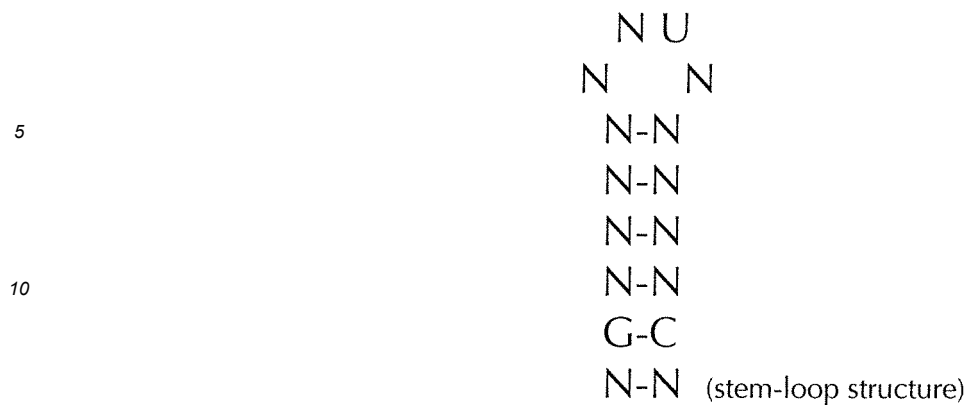 N U
N N
5 N-N
N-N
N-N
10 N-N
G-C
N-N (stem-loop structure)